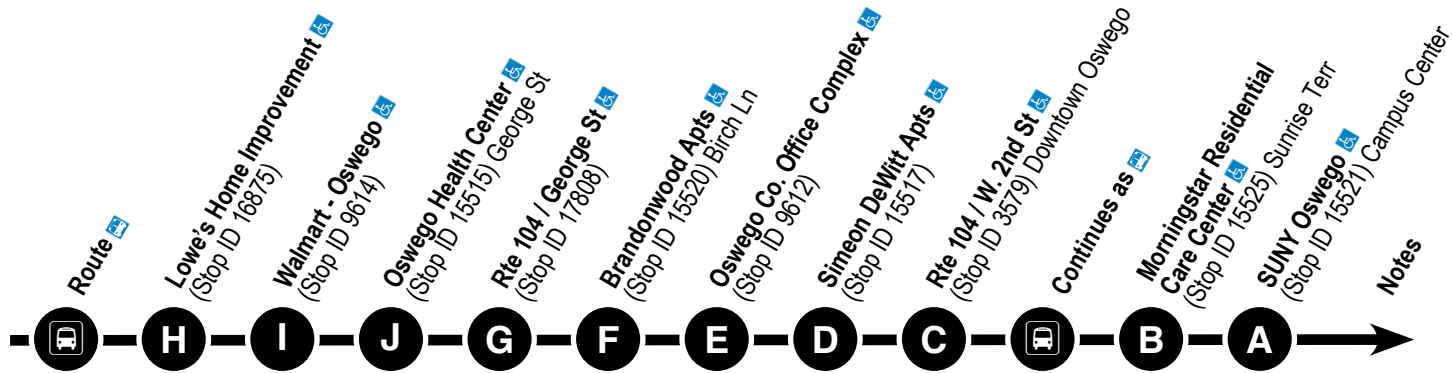 Route
Lowe's Home Improvement
(Stop ID 16875)
Walmart - Oswego
(Stop ID 9614)
Oswego Health Center
(Stop ID 15515) George St
Rte 104 / George St
(Stop ID 17808)
Brandonwood Apts
(Stop ID 15520) Birch Ln
Oswego Co. Office Complex
(Stop ID 9612)
Simeon DeWitt Apts
(Stop ID 15517)
Rte 104 / W. 2nd St
(Stop ID 3579) Downtown Oswego
Continues as
Morningstar Residential
Care Center
(Stop ID 15525) Sunrise Terr
SUNY Oswego
(Stop ID 15521) Campus Center
Notes
H I J G F E D C B A